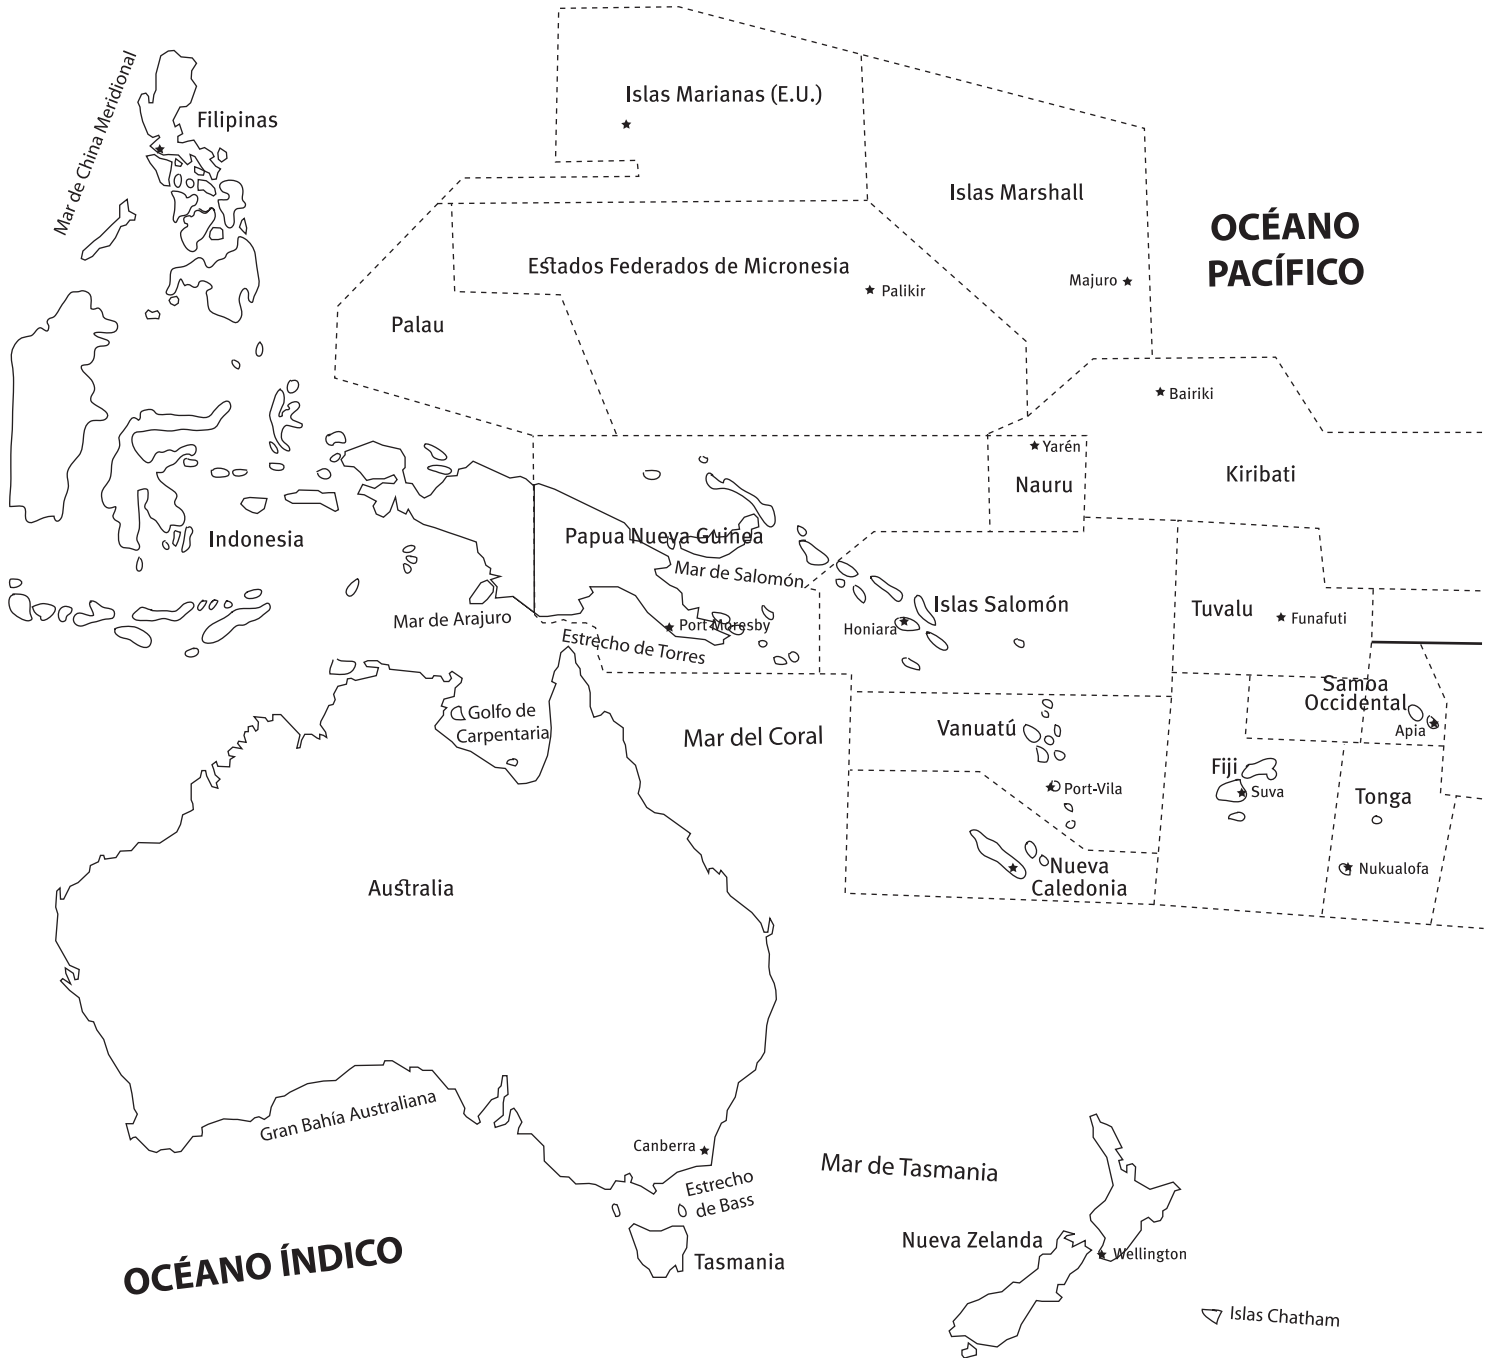 Mar de China Meridional
Filipinas
Islas Marianas (E.U.)
Islas Marshall
OCÉANO
PACÍFICO
Estados Federados de Micronesia
Palikir
Majuro
Palau
Bairiki
Yarén
Nauru
Kiribati
Indonesia
Papua Nueva Guinea
Mar de Salomón
Mar de Arajuro
Port Moresby
Estrecho de Torres
Honiara
Islas Salomón
Tuvalu
Funafuti
Samoa
Occidental
Apia
Golfo de
Carpentaria
Mar del Coral
Vanuatú
Port-Vila
Fiji
Suva
Tonga
Nukualofa
Nueva
Caledonia
Australia
Gran Bahía Australiana
Canberra
Estrecho
de Bass
Mar de Tasmania
Tasmania
Nueva Zelanda
Wellington
Islas Chatham
OCÉANO ÍNDICO